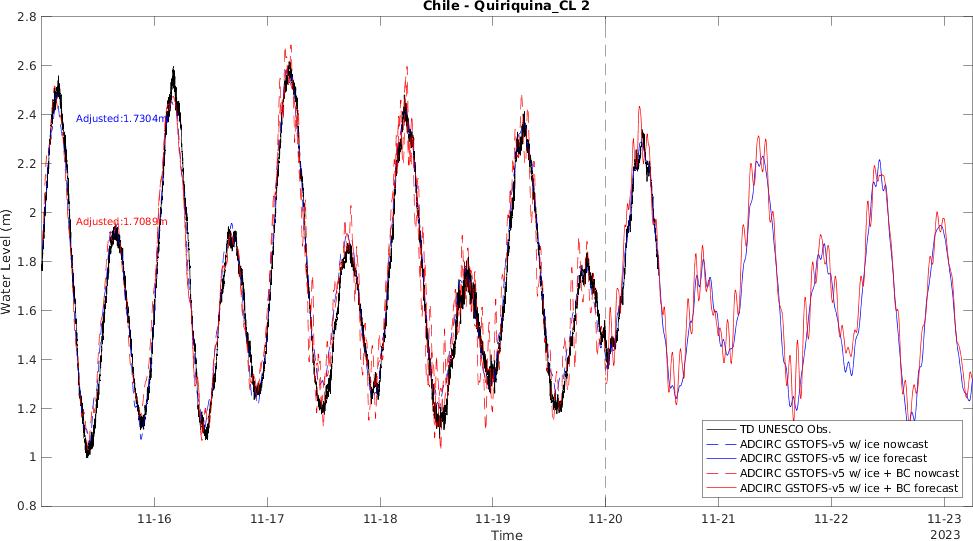 Chile - Quiriquina_CL 2
Water Level (m)
2.8
2.6
2.4
2.2
2
1.8
1.6
1.4
1.2
1
0.8
Adjusted:1.7304m
Adjusted:1.7089m
TD UNESCO Obs.
ADCIRC GSTOFS-v5 w/ ice nowcast
ADCIRC GSTOFS-v5 w/ ice forecast
ADCIRC GSTOFS-v5 w/ ice + BC nowcast
ADCIRC GSTOFS-v5 w/ ice + BC forecast
11-16 11-17 11-18 11-19 11-20 11-21 11-22 11-23
Time
2023